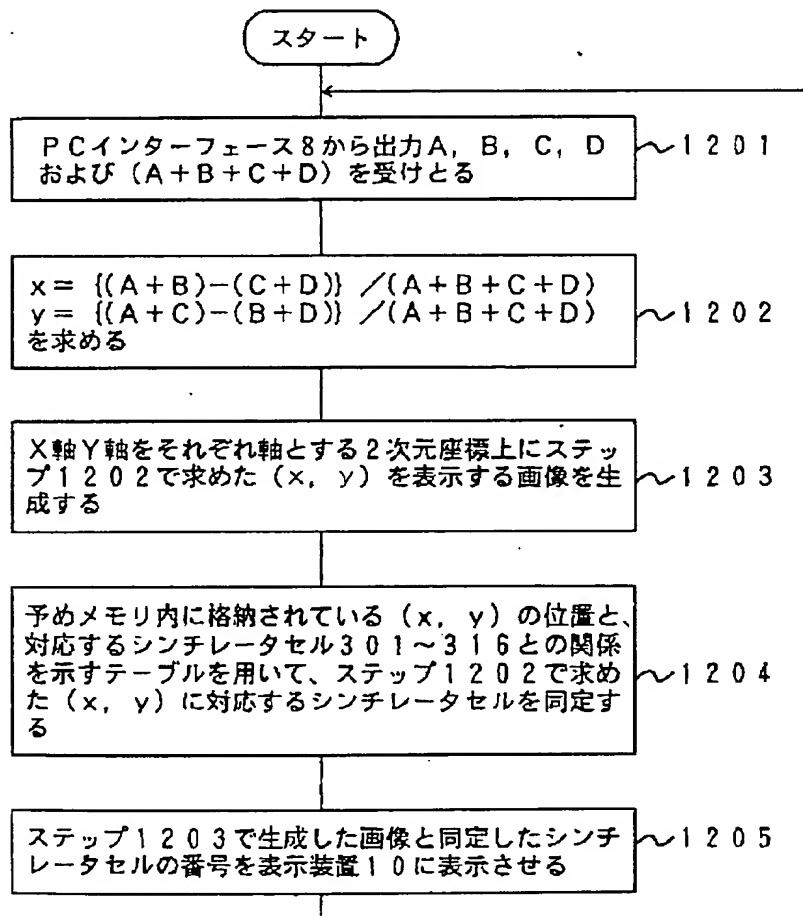 スタート
PCインターフェース8から出力A, B, C, D
および(A+B+C+D)を受けとる
1201
x= {(A+B)-(C+D)} /(A+B+C+D)
y= {(A+C)-(B+D)} /(A+B+C+D)
を求める
1202
X軸Y軸をそれぞれ軸とする2次元座標上にステッ
プ1202で求めた(x, y)を表示する画像を生
成する
1203
予めメモリ内に格納されている(x, y)の位置と、
対応するシンチレータセル301~316との関係
を示すテーブルを用いて、ステップ1202で求め
た(x, y)に対応するシンチレータセルを同定す
る
1204
ステップ1203で生成した画像と同定したシンチ
レータセルの番号を表示装置10に表示させる
1205